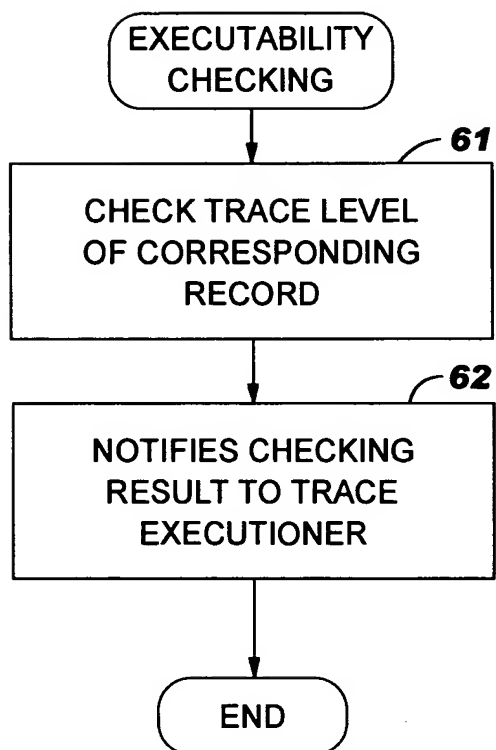 EXECUTABILITY
CHECKING
61
CHECK TRACE LEVEL
OF CORRESPONDING
RECORD
62
NOTIFIES CHECKING
RESULT TO TRACE
EXECUTIONER
END